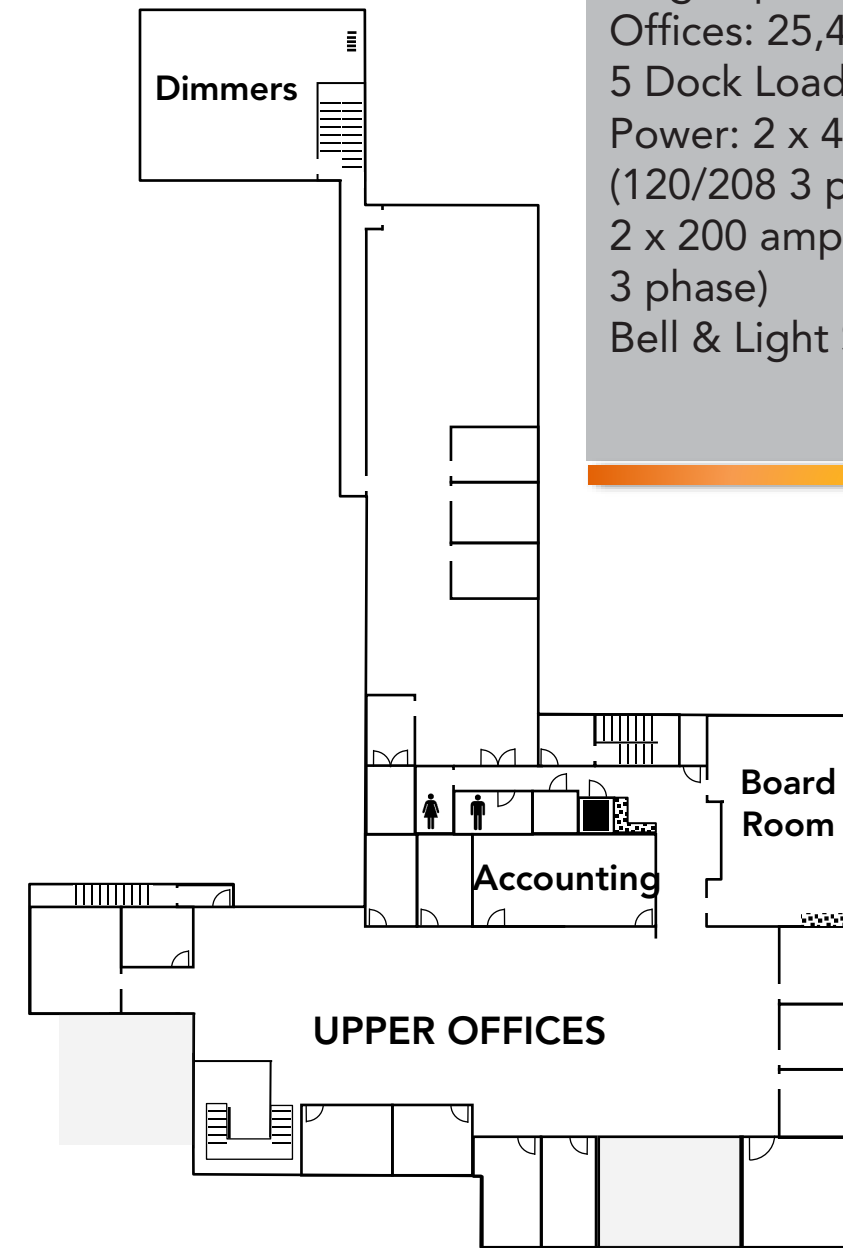 Offices: 25,4
5 Dock Load
Power: 2 x 4
(120/208 3 p
2 x 200 amp
3 phase)
Bell & Light
Dimmers
Board
Room
Accounting
UPPER OFFICES